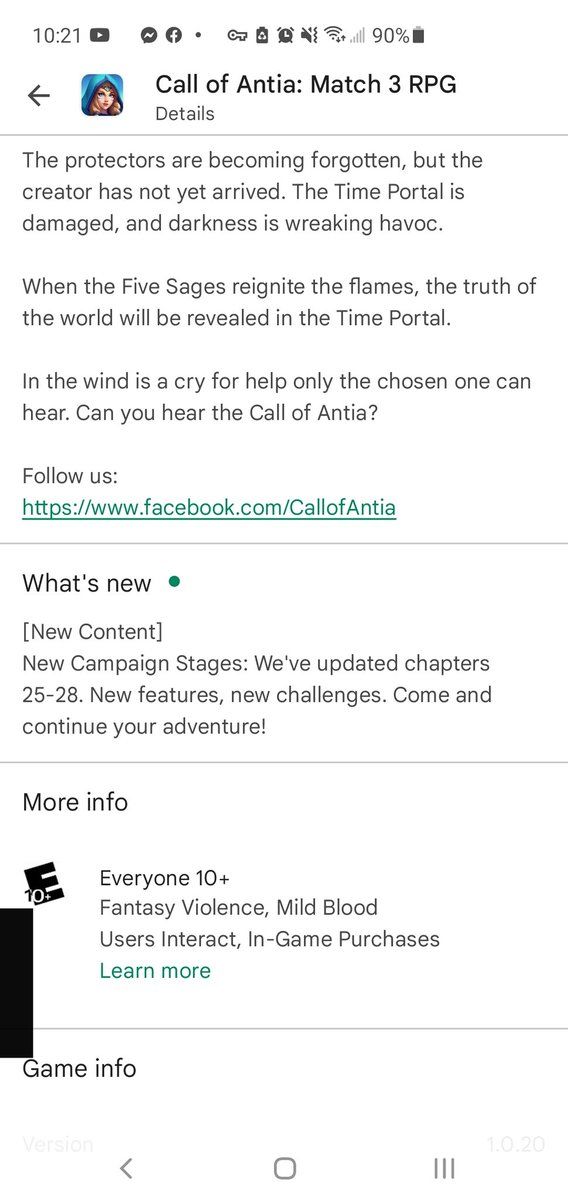 10:21 90%
Call of Antia: Match 3 RPG
Details
The protectors are becoming forgotten, but the
creator has not yet arrived. The Time Portal is
damaged, and darkness is wreaking havoc.
When the Five Sages reignite the flames, the truth of
the world will be revealed in the Time Portal.
In the wind is a cry for help only the chosen one can
hear. Can you hear the Call of Antia?
Follow us:
https://www.facebook.com/CallofAntia
What's new
[New Content]
New Campaign Stages: We've updated chapters
25-28. New features, new challenges. Come and
continue your adventure!
More info
E
10+
Everyone 10+
Fantasy Violence, Mild Blood
Users Interact, In-Game Purchases
Learn more
Game info
Version 1.0.20